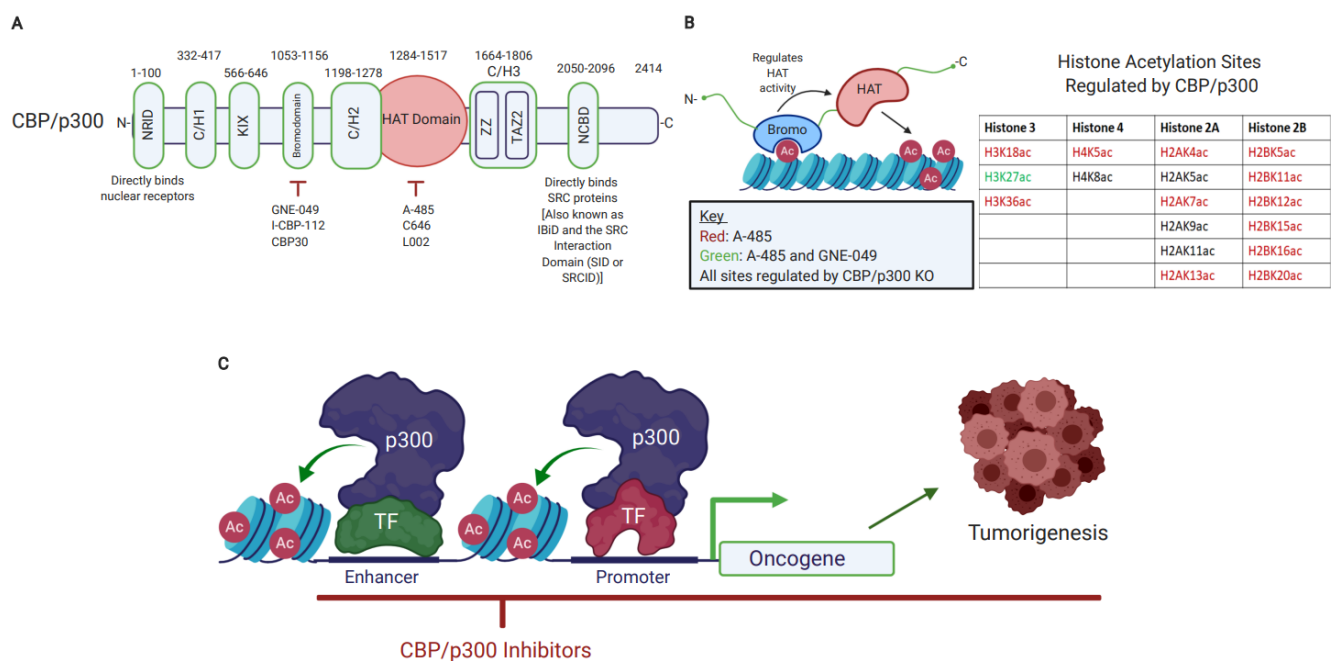 A
332-417
1053-1156
1284-1517
1664-1806
1-100
566-646
1198-1278
C/H3
2050-2096
2414
CBP/p300
N-
NRID
C/H1
KIX
Bromodomain
C/H2
HAT Domain
ZZ
TAZ2
NCBD
-C
Directly binds
nuclear receptors
GNE-049
I-CBP-112
CBP30
A-485
C646
L002
Directly binds
SRC proteins
[Also known as
IBiD and the SRC
Interaction
Domain (SID or
SRCID)]
B
Regulates
HAT
activity
N-
Bromo
HAT
-C
Ac
Ac
Ac
Ac
Key
Red: A-485
Green: A-485 and GNE-049
All sites regulated by CBP/p300 KO
Histone Acetylation Sites
Regulated by CBP/p300
Histone 3 Histone 4 Histone 2A Histone 2B
H3K18ac H4K5ac H2AK4ac H2BK5ac
H3K27ac H4K8ac H2AK5ac H2BK11ac
H3K36ac H2AK7ac H2BK12ac
H2AK9ac H2BK15ac
H2AK11ac H2BK16ac
H2AK13ac H2BK20ac
C
p300
Ac
Ac
Ac
TF
Enhancer
p300
Ac
Ac
Ac
TF
Promoter
Oncogene
Tumorigenesis
CBP/p300 Inhibitors